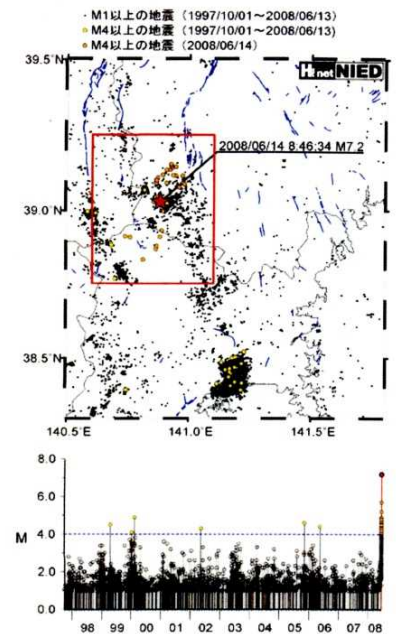 · M1以上の地震（1997/10/01～2008/06/13）
M4以上の地震（1997/10/01～2008/06/13）
M4以上の地震（2008/06/14）
39.5˚N
Hi-net NIED
2008/06/14 8:46:34 M7.2
A
39.0˚N
38.5˚N
140.5˚E 141.0˚E 141.5˚E
8.0
6.0
M 4.0
2.0
0.0
98 99 00 01 02 03 04 05 06 07 08